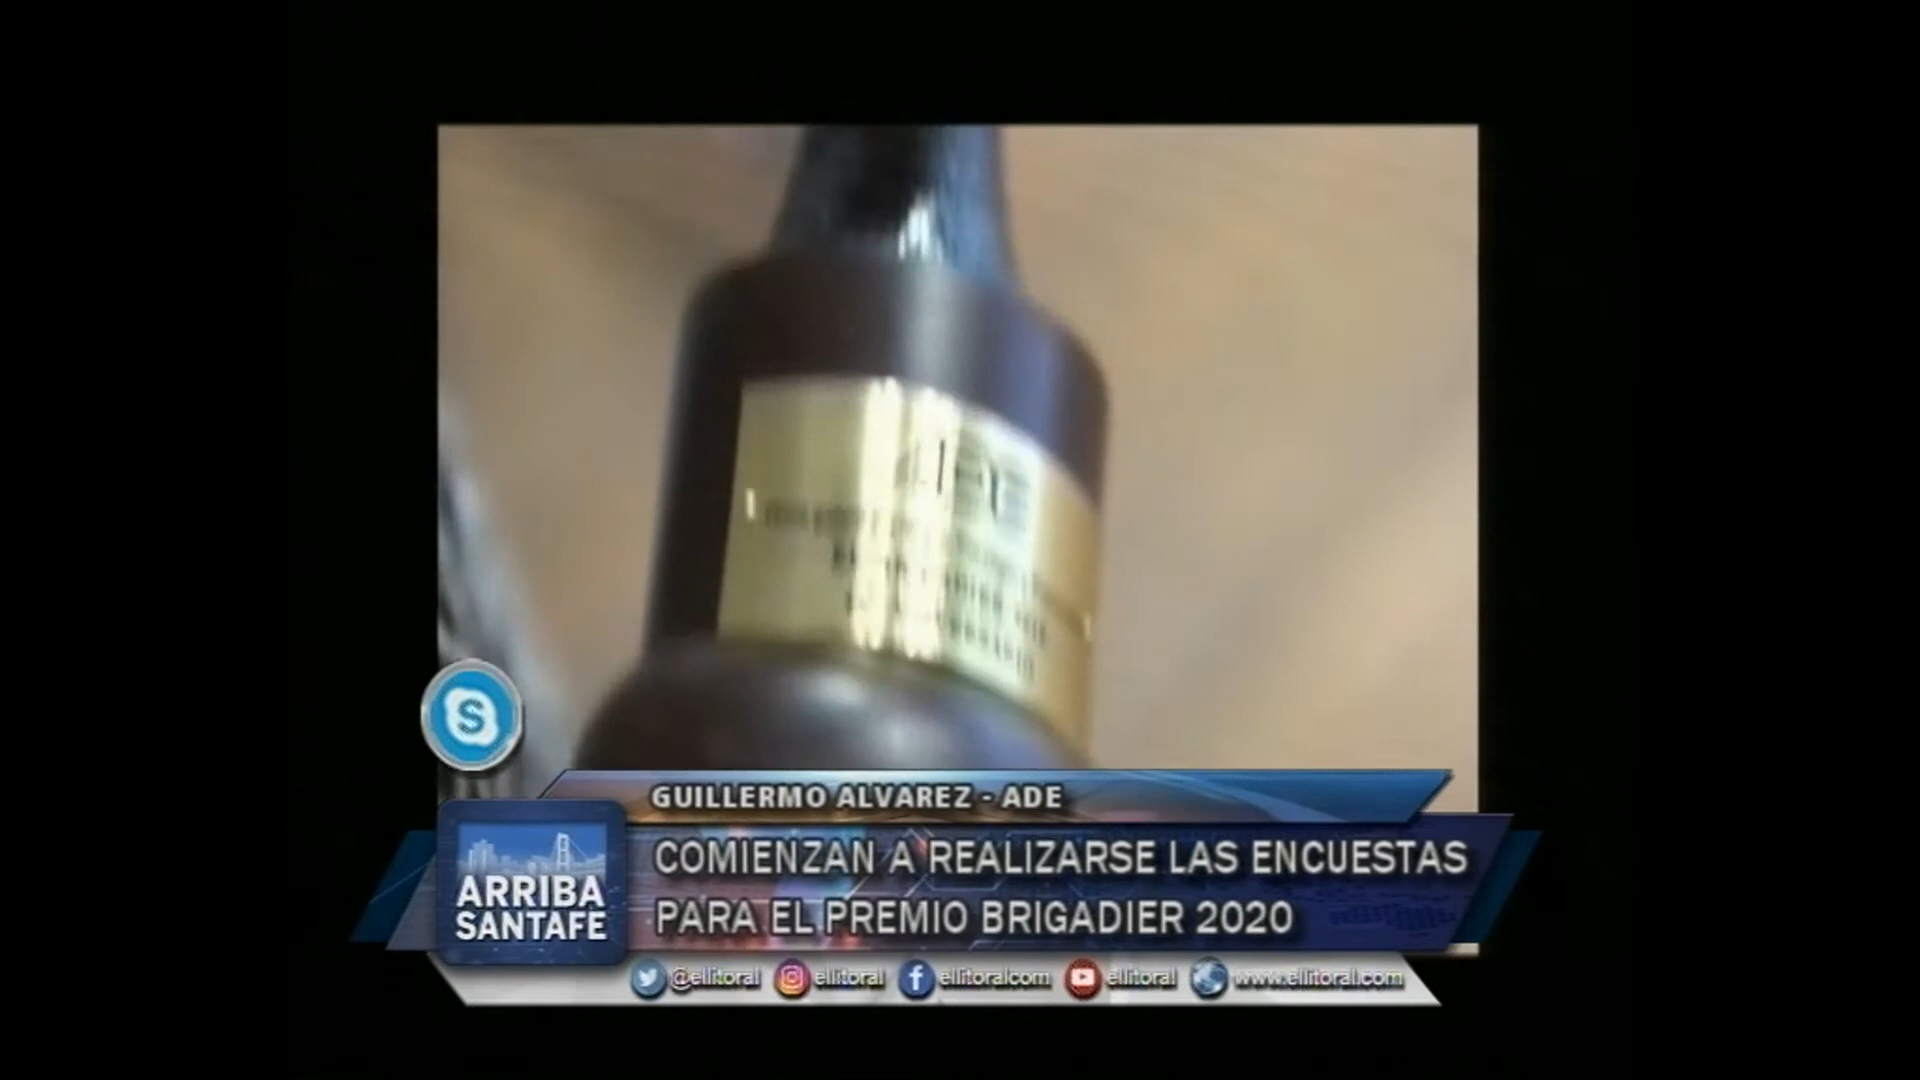 S
GUILLERMO ALVAREZ - ADE
COMIENZAN A REALIZARSE LAS ENCUESTAS
PARA EL PREMIO BRIGADIER 2020
ARRIBA
SANTAFE
@ellitoral ellitoral ellitoralcom ellitoral www.ellitoral.com